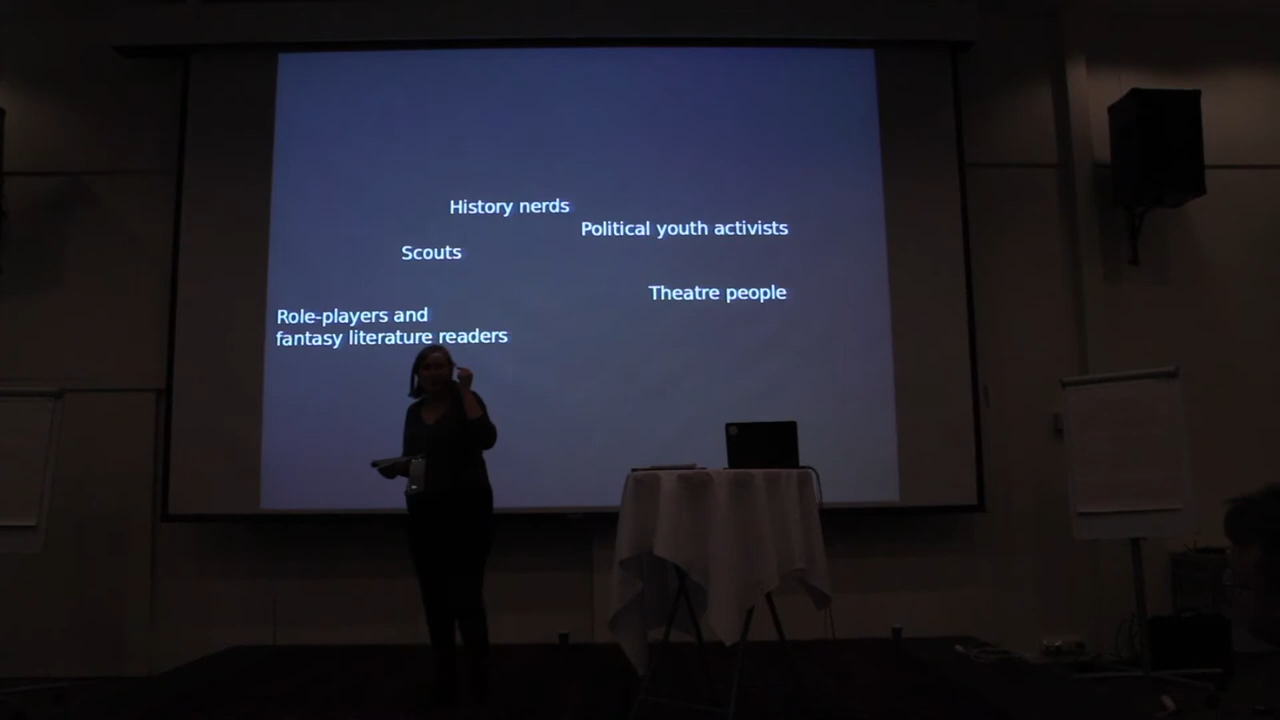 History nerds
Political youth activists
Scouts
Theatre people
Role-players and
fantasy literature readers